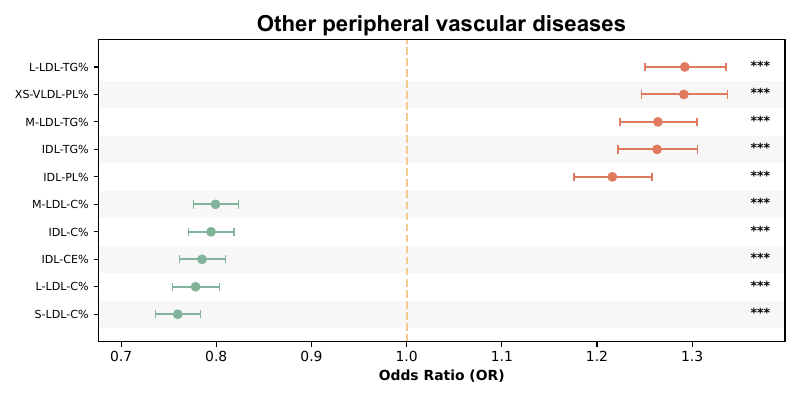 Other peripheral vascular diseases
L-LDL-TG% ***
XS-VLDL-PL% ***
M-LDL-TG% ***
IDL-TG% ***
IDL-PL% ***
M-LDL-C% ***
IDL-C% ***
IDL-CE% ***
L-LDL-C% ***
S-LDL-C% ***
0.7 0.8 0.9 1.0 1.1 1.2 1.3
Odds Ratio (OR)